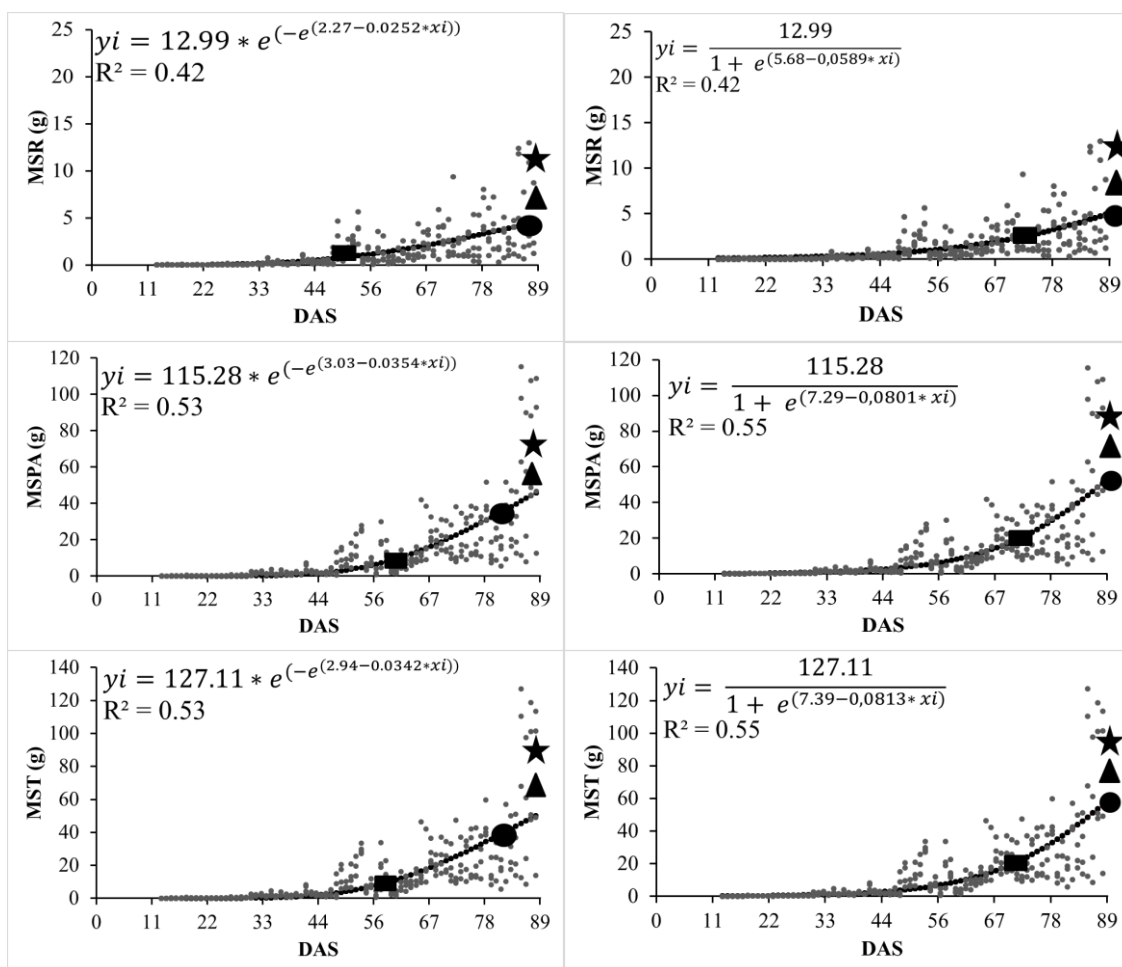 yi = 12.99 * e^(−e^(2.27−0.0252*xi))
R² = 0.42
MSR (g)
25
20
15
10
5
0
0 11 22 33 44 56 67 78 89
DAS
yi = 12.99 / (1 + e^(5.68−0,0589* xi))
R² = 0.42
MSR (g)
25
20
15
10
5
0
0 11 22 33 44 56 67 78 89
DAS
yi = 115.28 * e^(−e^(3.03−0.0354*xi))
R² = 0.53
MSPA (g)
120
100
80
60
40
20
0
0 11 22 33 44 56 67 78 89
DAS
yi = 115.28 / (1 + e^(7.29−0,0801* xi))
R² = 0.55
MSPA (g)
120
100
80
60
40
20
0
0 11 22 33 44 56 67 78 89
DAS
yi = 127.11 * e^(−e^(2.94−0.0342*xi))
R² = 0.53
MST (g)
140
120
100
80
60
40
20
0
0 11 22 33 44 56 67 78 89
DAS
yi = 127.11 / (1 + e^(7.39−0,0813* xi))
R² = 0.55
MST (g)
140
120
100
80
60
40
20
0
0 11 22 33 44 56 67 78 89
DAS